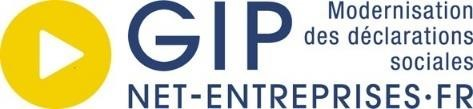 GIP
Modernisation
des déclarations
sociales
NET-ENTREPRISES•FR